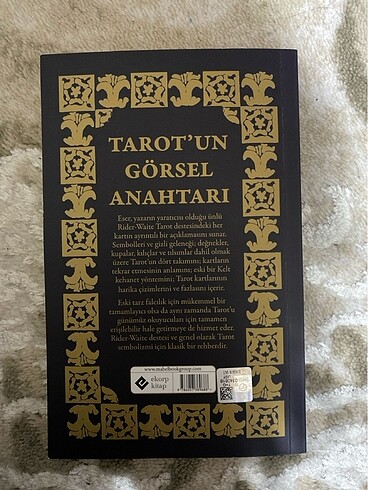 TAROT'UN
GÖRSEL
ANAHTARI
Eser, yazarın yaratıcısı olduğu ünlü
Rider-Waite Tarot destesindeki her
kartın ayrıntılı bir açıklamasını sunar.
Sembolleri ve gizli geleneği; değnekler,
kupalar, kılıçlar ve tılsımlar dahil olmak
üzere Tarot'un dört takımını; kartların
tekrar etmesinin anlamını; eski bir Kelt
kehanet yöntemini; Tarot kartlarının
harika çizimlerini ve fazlasını içerir.
Eski tarz falcılık için mükemmel bir
tamamlayıcı olsa da aynı zamanda Tarot'u
günümüz okuyucuları için tamamen
erişilebilir hale getirmeye de hizmet eder.
Rider-Waite destesi ve genel olarak Tarot
sembolizmi için klasik bir rehberdir.
www.mabelbookgroup.com
ekorp
kitap